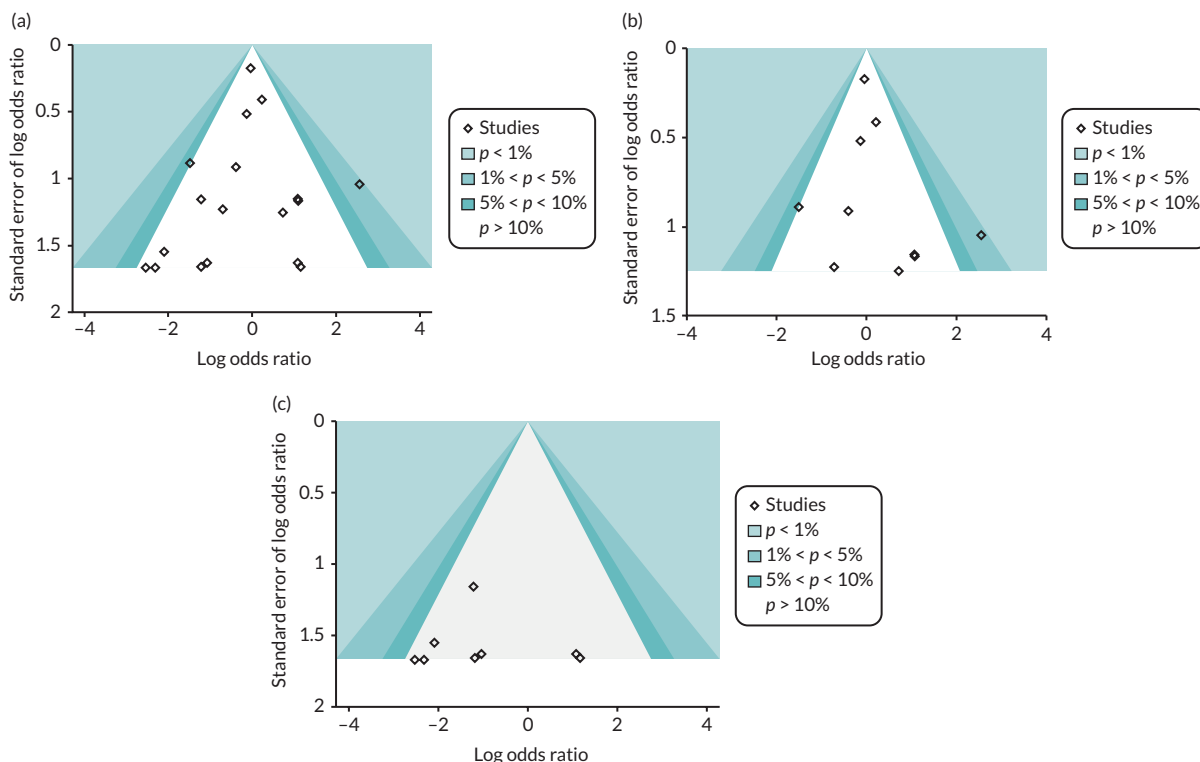 (a)
0
0.5
1
1.5
2
Standard error of log odds ratio
−4
−2
0
2
4
Log odds ratio
Studies
p < 1%
1% < p < 5%
5% < p < 10%
p > 10%
(b)
0
0.5
1
1.5
Standard error of log odds ratio
−4
−2
0
2
4
Log odds ratio
Studies
p < 1%
1% < p < 5%
5% < p < 10%
p > 10%
(c)
0
0.5
1
1.5
2
Standard error of log odds ratio
−4
−2
0
2
4
Log odds ratio
Studies
p < 1%
1% < p < 5%
5% < p < 10%
p > 10%